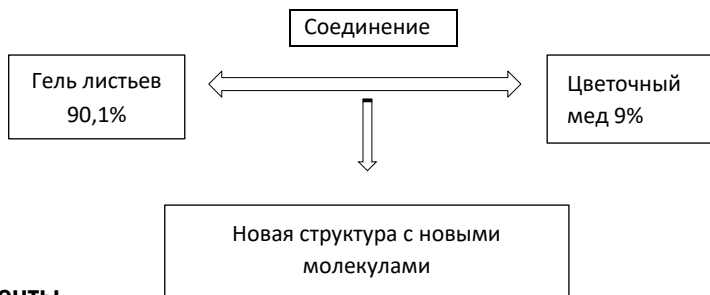 Соединение
Гель листьев
90,1%
Цветочный
мед 9%
Новая структура с новыми
молекулами